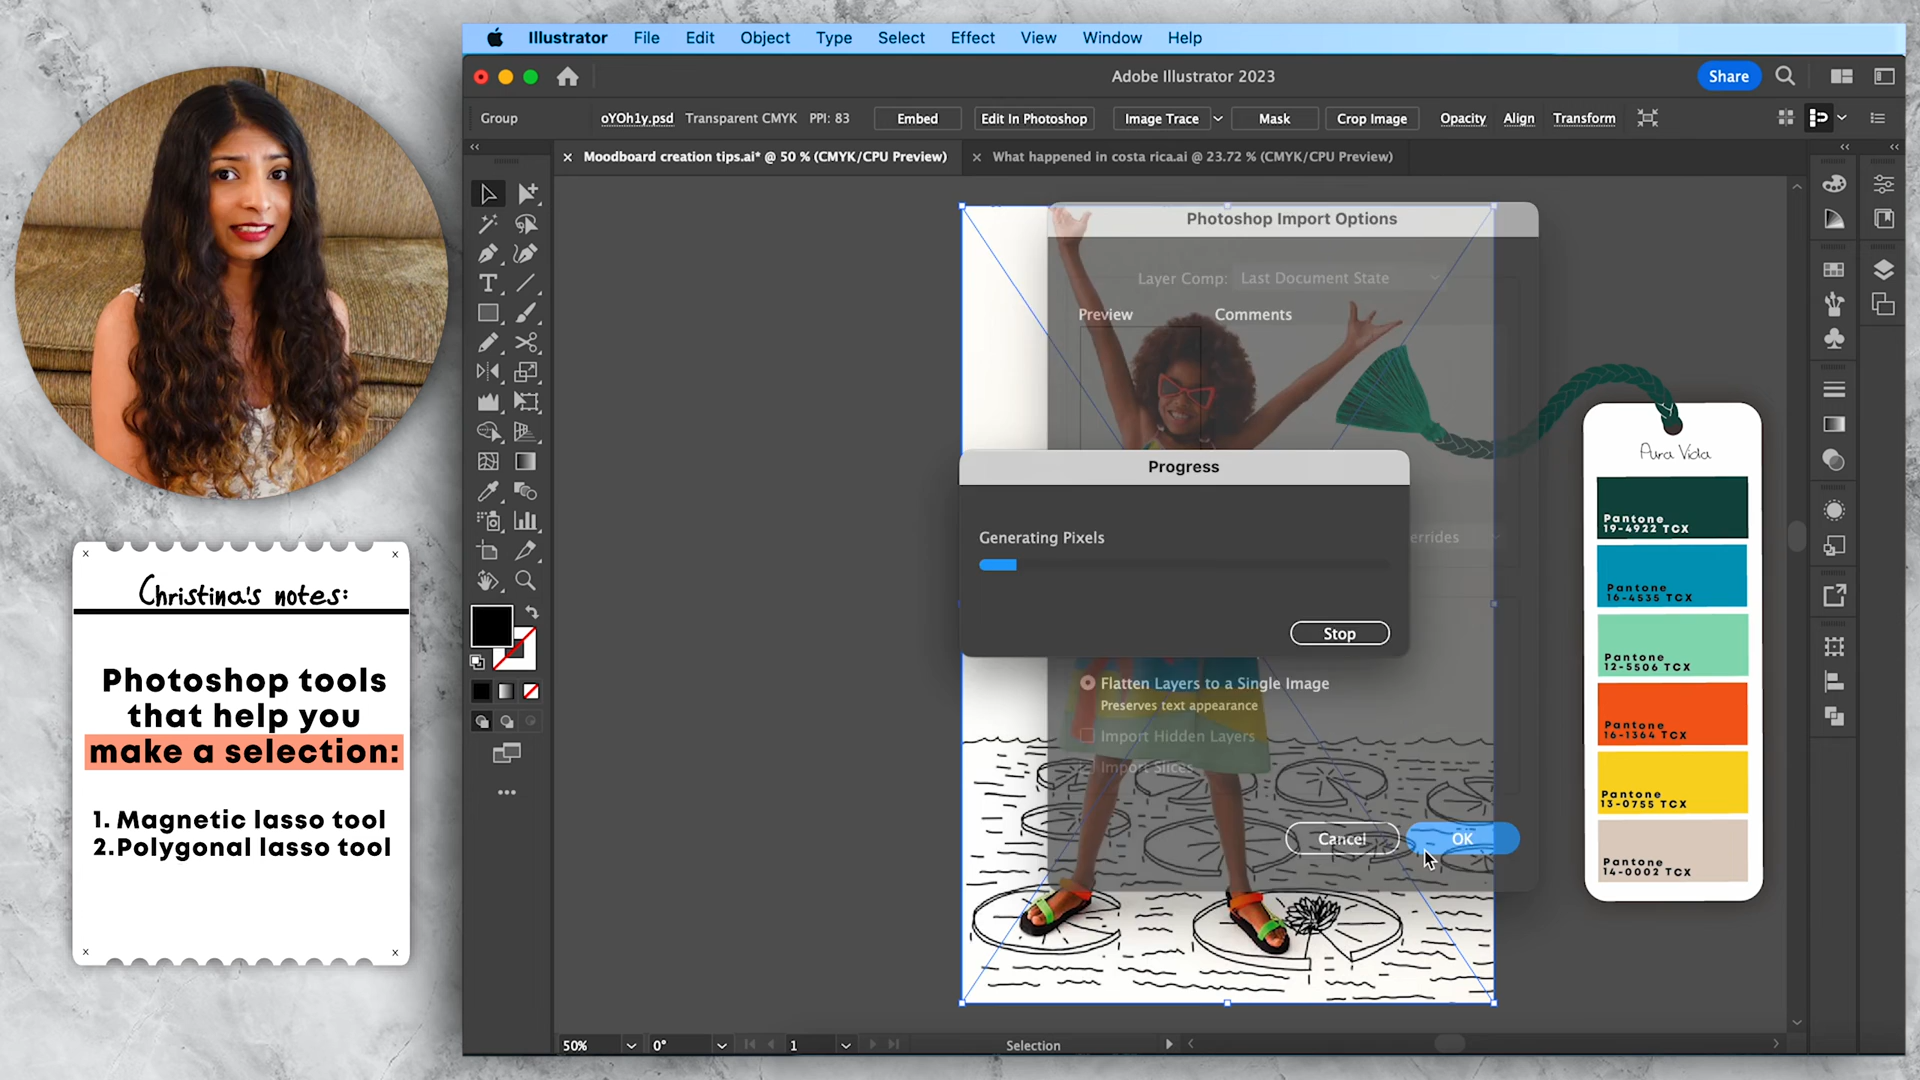 Illustrator File Edit Object Type Select Effect View Window Help
Adobe Illustrator 2023
Share
Group oYOh1y.psd Transparent CMYK PPI: 83 Embed Edit In Photoshop Image Trace Mask Crop Image Opacity Align Transform
Moodboard creation tips.ai* @ 50 % (CMYK/CPU Preview)
What happened in costa rica.ai @ 23.72 % (CMYK/CPU Preview)
Photoshop Import Options
Layer Comp: Last Document State
Preview Comments
Progress
Generating Pixels
errides
Stop
Flatten Layers to a Single Image
Preserves text appearance
Import Hidden Layers
Import Slices
Cancel OK
Pura Vida
Pantone
19-4922 TCX
Pantone
16-4535 TCX
Pantone
12-5506 TCX
Pantone
16-1364 TCX
Pantone
13-0755 TCX
Pantone
14-0002 TCX
50% 0° 1 Selection
Christina's notes:
Photoshop tools
that help you
make a selection:
1. Magnetic lasso tool
2.Polygonal lasso tool